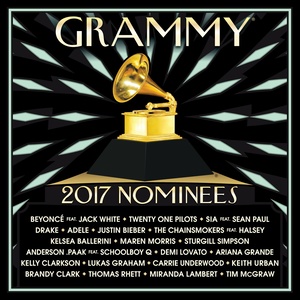 GRAMMY
2017 NOMINEES
BEYONCÉ FEAT. JACK WHITE • TWENTY ONE PILOTS • SIA FEAT. SEAN PAUL
DRAKE • ADELE • JUSTIN BIEBER • THE CHAINSMOKERS FEAT. HALSEY
KELSEA BALLERINI • MAREN MORRIS • STURGILL SIMPSON
ANDERSON .PAAK FEAT. SCHOOLBOY Q • DEMI LOVATO • ARIANA GRANDE
KELLY CLARKSON • LUKAS GRAHAM • CARRIE UNDERWOOD • KEITH URBAN
BRANDY CLARK • THOMAS RHETT • MIRANDA LAMBERT • TIM McGRAW